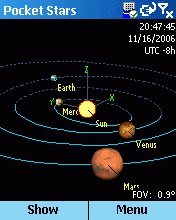 Pocket Stars
20:47:45
11/16/2006
UTC -8h
Z
Earth
X
Y
Merc
Sun
Venus
Mars
FOV: 0.9°
Show
Menu